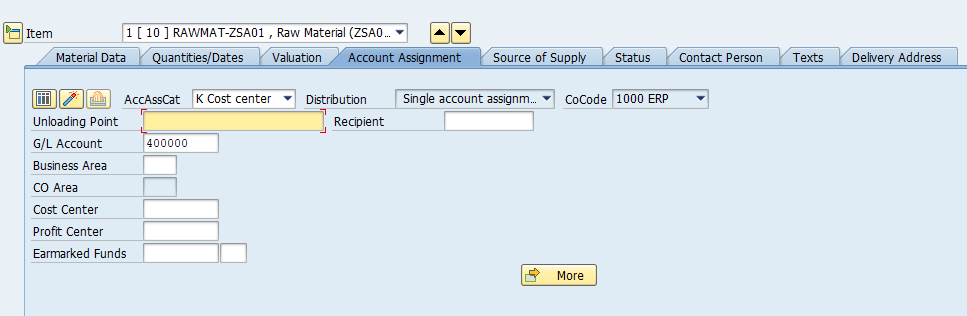 Item 1 [ 10 ] RAWMAT-ZSA01 , Raw Material (ZSA0...
Material Data Quantities/Dates Valuation Account Assignment Source of Supply Status Contact Person Texts Delivery Address
AccAssCat K Cost center Distribution Single account assignm... CoCode 1000 ERP
Unloading Point Recipient
G/L Account 400000
Business Area
CO Area
Cost Center
Profit Center
Earmarked Funds
More